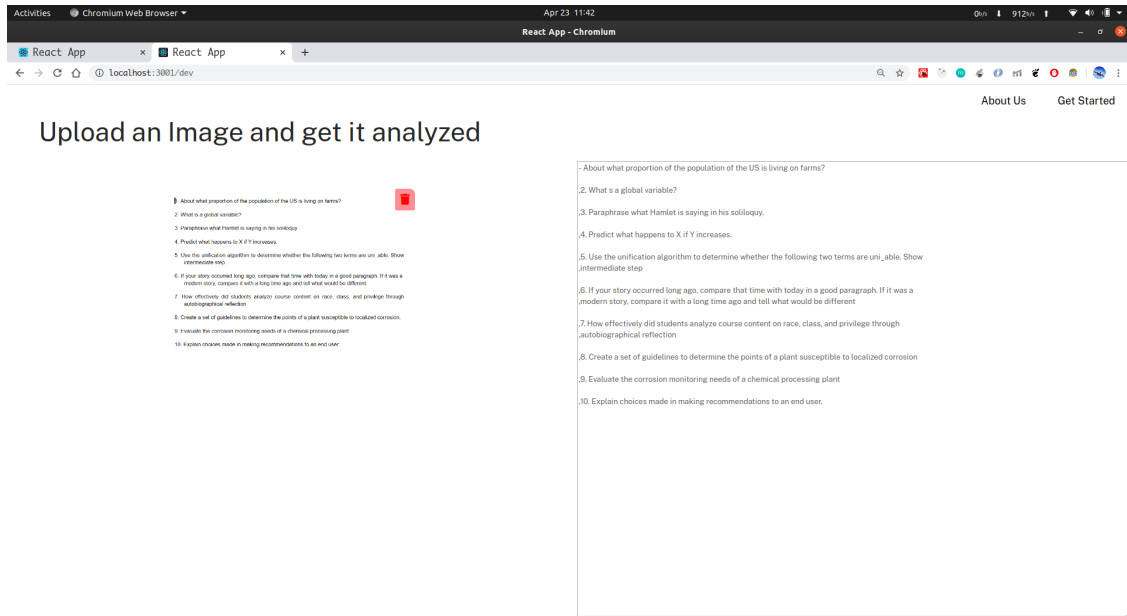 Activities Chromium Web Browser Apr 23 11:42 0b/s 912b/s
React App - Chromium
React App × React App × +
localhost:3001/dev
About Us Get Started
Upload an Image and get it analyzed
1 About what proportion of the population of the US is living on farms?
2 What is a global variable?
3. Paraphrase what Hamlet is saying in his soliloquy
4. Predict what happens to X if Y increases.
5. Use the unification algorithm to determine whether the following two terms are uni_able. Show
intermediate step
6. If your story occurred long ago, compare that time with today in a good paragraph. If it was a
modern story, compare it with a long time ago and tell what would be different.
7. How effectively did students analyze course content on race, class, and privilege through
autobiographical reflection
8. Create a set of guidelines to determine the points of a plant susceptible to localized corrosion.
9 Evaluate the corrosion monitoring needs of a chemical processing plant
10. Explain choices made in making recommendations to an end user
- About what proportion of the population of the US is living on farms?
,2. What s a global variable?
,3. Paraphrase what Hamlet is saying in his soliloquy.
,4. Predict what happens to X if Y increases.
,5. Use the unification algorithm to determine whether the following two terms are uni_able. Show
,intermediate step
,6. If your story occurred long ago, compare that time with today in a good paragraph. If it was a
,modern story, compare it with a long time ago and tell what would be different
,7. How effectively did students analyze course content on race, class, and privilege through
,autobiographical reflection
,8. Create a set of guidelines to determine the points of a plant susceptible to localized corrosion
,9. Evaluate the corrosion monitoring needs of a chemical processing plant
,10. Explain choices made in making recommendations to an end user.